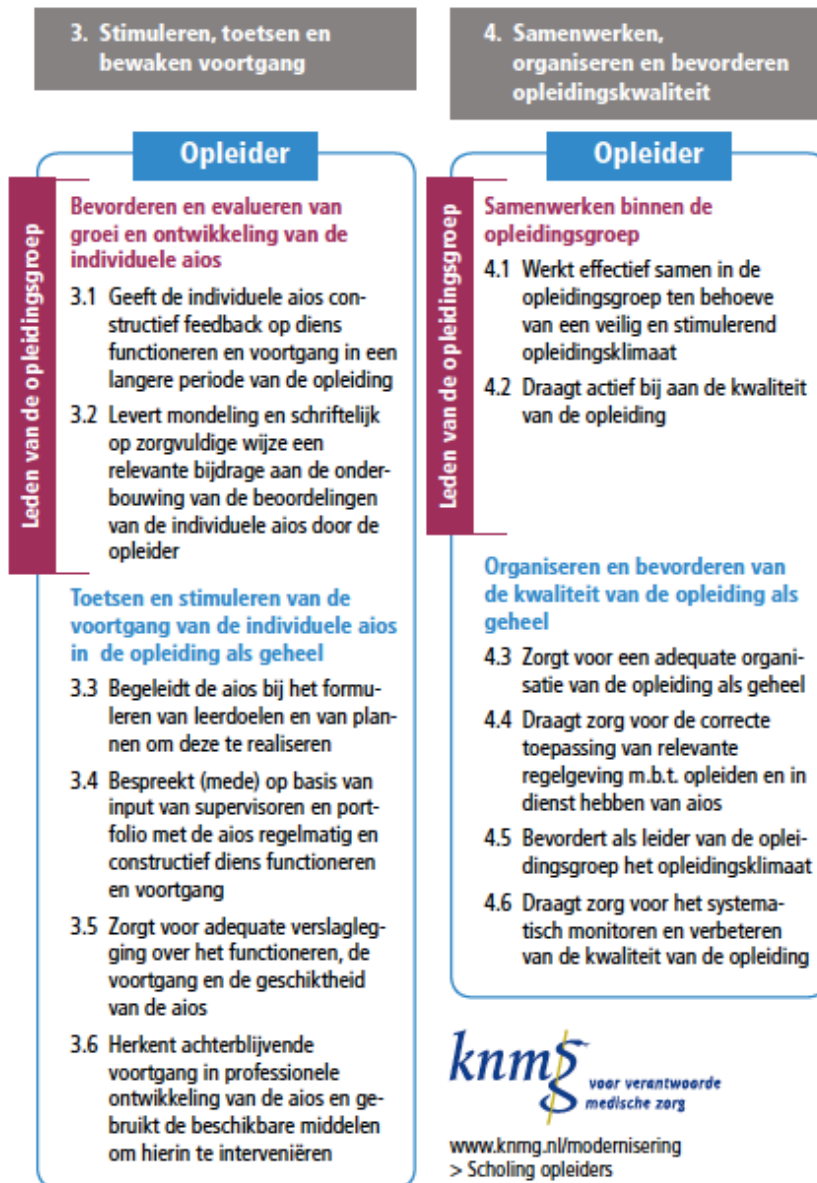 3. Stimuleren, toetsen en
bewaken voortgang
Opleider
Leden van de opleidingsgroep
Bevorderen en evalueren van
groei en ontwikkeling van de
individuele aios
3.1 Geeft de individuele aios con-
structief feedback op diens
functioneren en voortgang in een
langere periode van de opleiding
3.2 Levert mondeling en schriftelijk
op zorgvuldige wijze een
relevante bijdrage aan de onder-
bouwing van de beoordelingen
van de individuele aios door de
opleider
Toetsen en stimuleren van de
voortgang van de individuele aios
in de opleiding als geheel
3.3 Begeleidt de aios bij het formu-
leren van leerdoelen en van plan-
nen om deze te realiseren
3.4 Bespreekt (mede) op basis van
input van supervisoren en port-
folio met de aios regelmatig en
constructief diens functioneren
en voortgang
3.5 Zorgt voor adequate verslagleg-
ging over het functioneren, de
voortgang en de geschiktheid
van de aios
3.6 Herkent achterblijvende
voortgang in professionele
ontwikkeling van de aios en ge-
bruikt de beschikbare middelen
om hierin te interveniëren
4. Samenwerken,
organiseren en bevorderen
opleidingskwaliteit
Opleider
Leden van de opleidingsgroep
Samenwerken binnen de
opleidingsgroep
4.1 Werkt effectief samen in de
opleidingsgroep ten behoeve
van een veilig en stimulerend
opleidingsklimaat
4.2 Draagt actief bij aan de kwaliteit
van de opleiding
Organiseren en bevorderen van
de kwaliteit van de opleiding als
geheel
4.3 Zorgt voor een adequate organi-
satie van de opleiding als geheel
4.4 Draagt zorg voor de correcte
toepassing van relevante
regelgeving m.b.t. opleiden en in
dienst hebben van aios
4.5 Bevordert als leider van de oplei-
dingsgroep het opleidingsklimaat
4.6 Draagt zorg voor het systema-
tisch monitoren en verbeteren
van de kwaliteit van de opleiding
knmg
voor verantwoorde
medische zorg
www.knmg.nl/modernisering
> Scholing opleiders